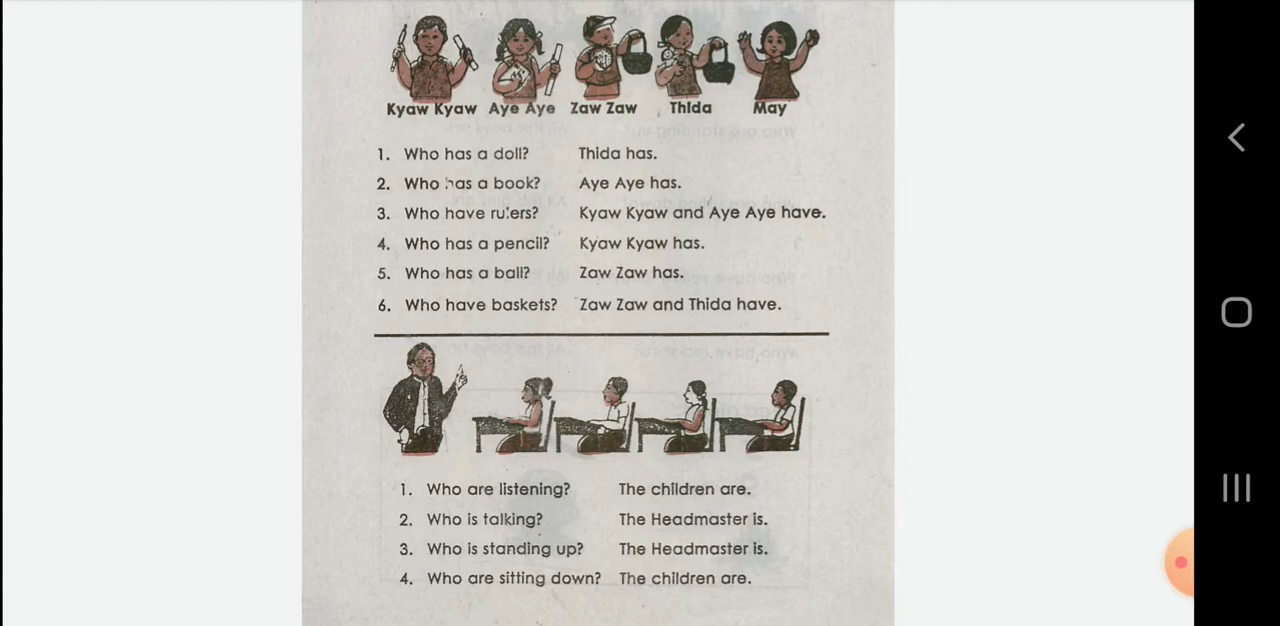 Kyaw Kyaw Aye Aye Zaw Zaw Thida May
1. Who has a doll? Thida has.
2. Who has a book? Aye Aye has.
3. Who have rulers? Kyaw Kyaw and Aye Aye have.
4. Who has a pencil? Kyaw Kyaw has.
5. Who has a ball? Zaw Zaw has.
6. Who have baskets? Zaw Zaw and Thida have.
1. Who are listening? The children are.
2. Who is talking? The Headmaster is.
3. Who is standing up? The Headmaster is.
4. Who are sitting down? The children are.